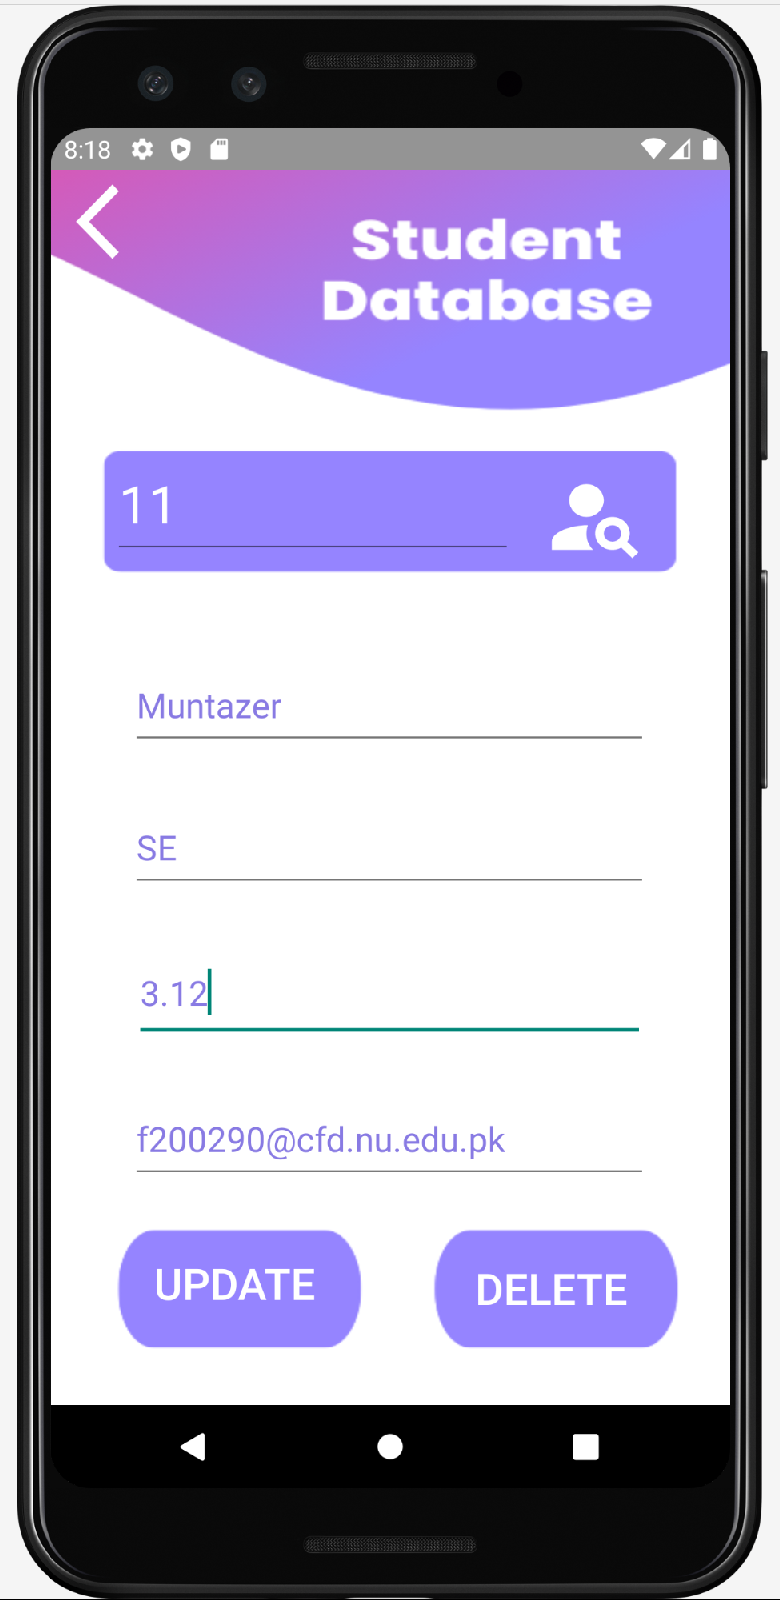 8:18
Student
Database
11
Muntazer
SE
3.12
f200290@cfd.nu.edu.pk
UPDATE
DELETE